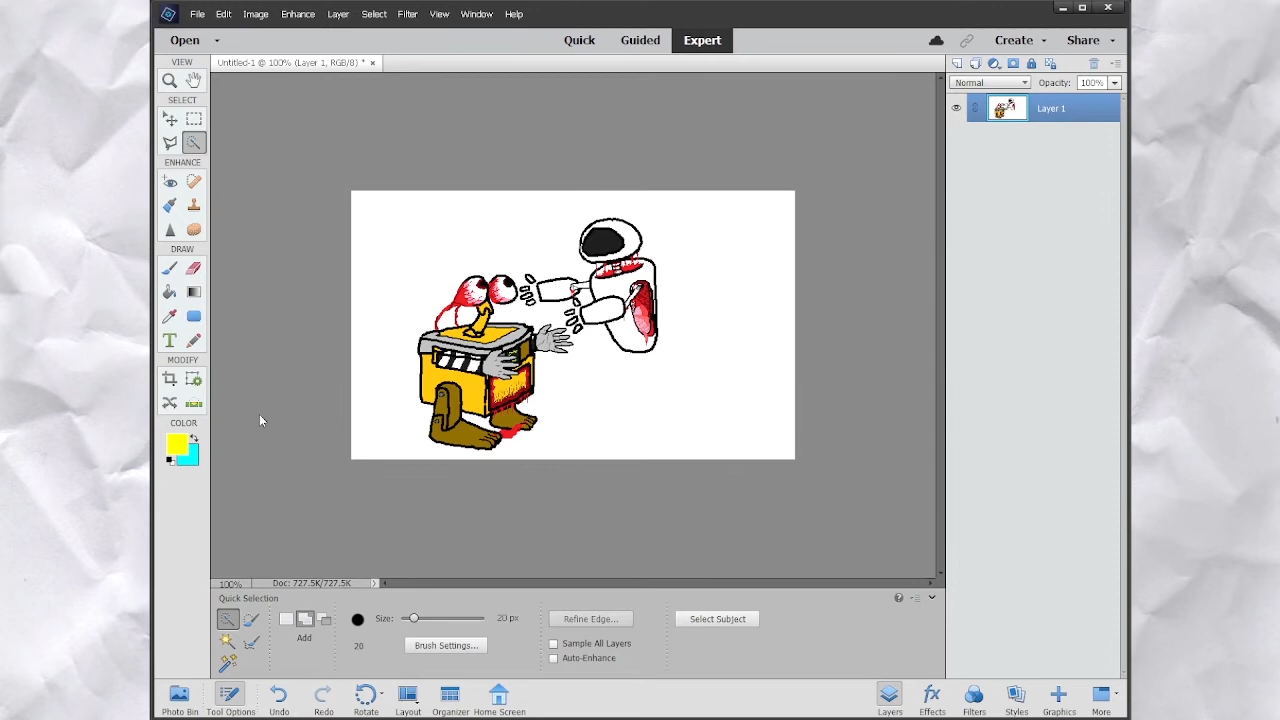 File Edit Image Enhance Layer Select Filter View Window Help
Open Quick Guided Expert Create Share
VIEW
Untitled-1 @ 100% (Layer 1, RGB/8) * ×
Normal Opacity: 100%
SELECT
Layer 1
ENHANCE
DRAW
MODIFY
COLOR
100% Doc: 727.5K/727.5K
Quick Selection
Size: 20 px Refine Edge... Select Subject
Add
20 Brush Settings... Sample All Layers
Auto-Enhance
Photo Bin Tool Options Undo Redo Rotate Layout Organizer Home Screen Layers Effects Filters Styles Graphics More